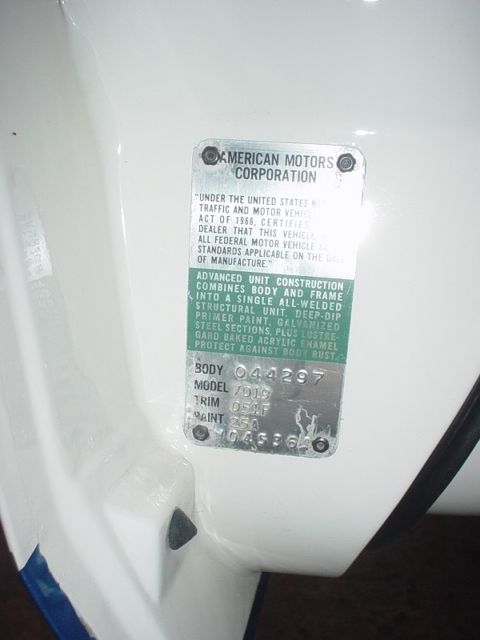 AMERICAN MOTORS
CORPORATION
"UNDER THE UNITED STATES
TRAFFIC AND MOTOR VEHIC
ACT OF 1966, CERTIFIES
DEALER THAT THIS VEHICLE
ALL FEDERAL MOTOR VEHICLE
STANDARDS APPLICABLE ON THE
OF MANUFACTURE."
ADVANCED UNIT CONSTRUCTION
COMBINES BODY AND FRAME
INTO A SINGLE ALL-WELDED
STRUCTURAL UNIT. DEEP-DIP
PRIMER PAINT, GALVANIZED
STEEL SECTIONS, PLUS LUSTRE-
GARD BAKED ACRYLIC ENAMEL
PROTECT AGAINST BODY RUST.
BODY 044297
MODEL 7019
TRIM
PAINT 25A